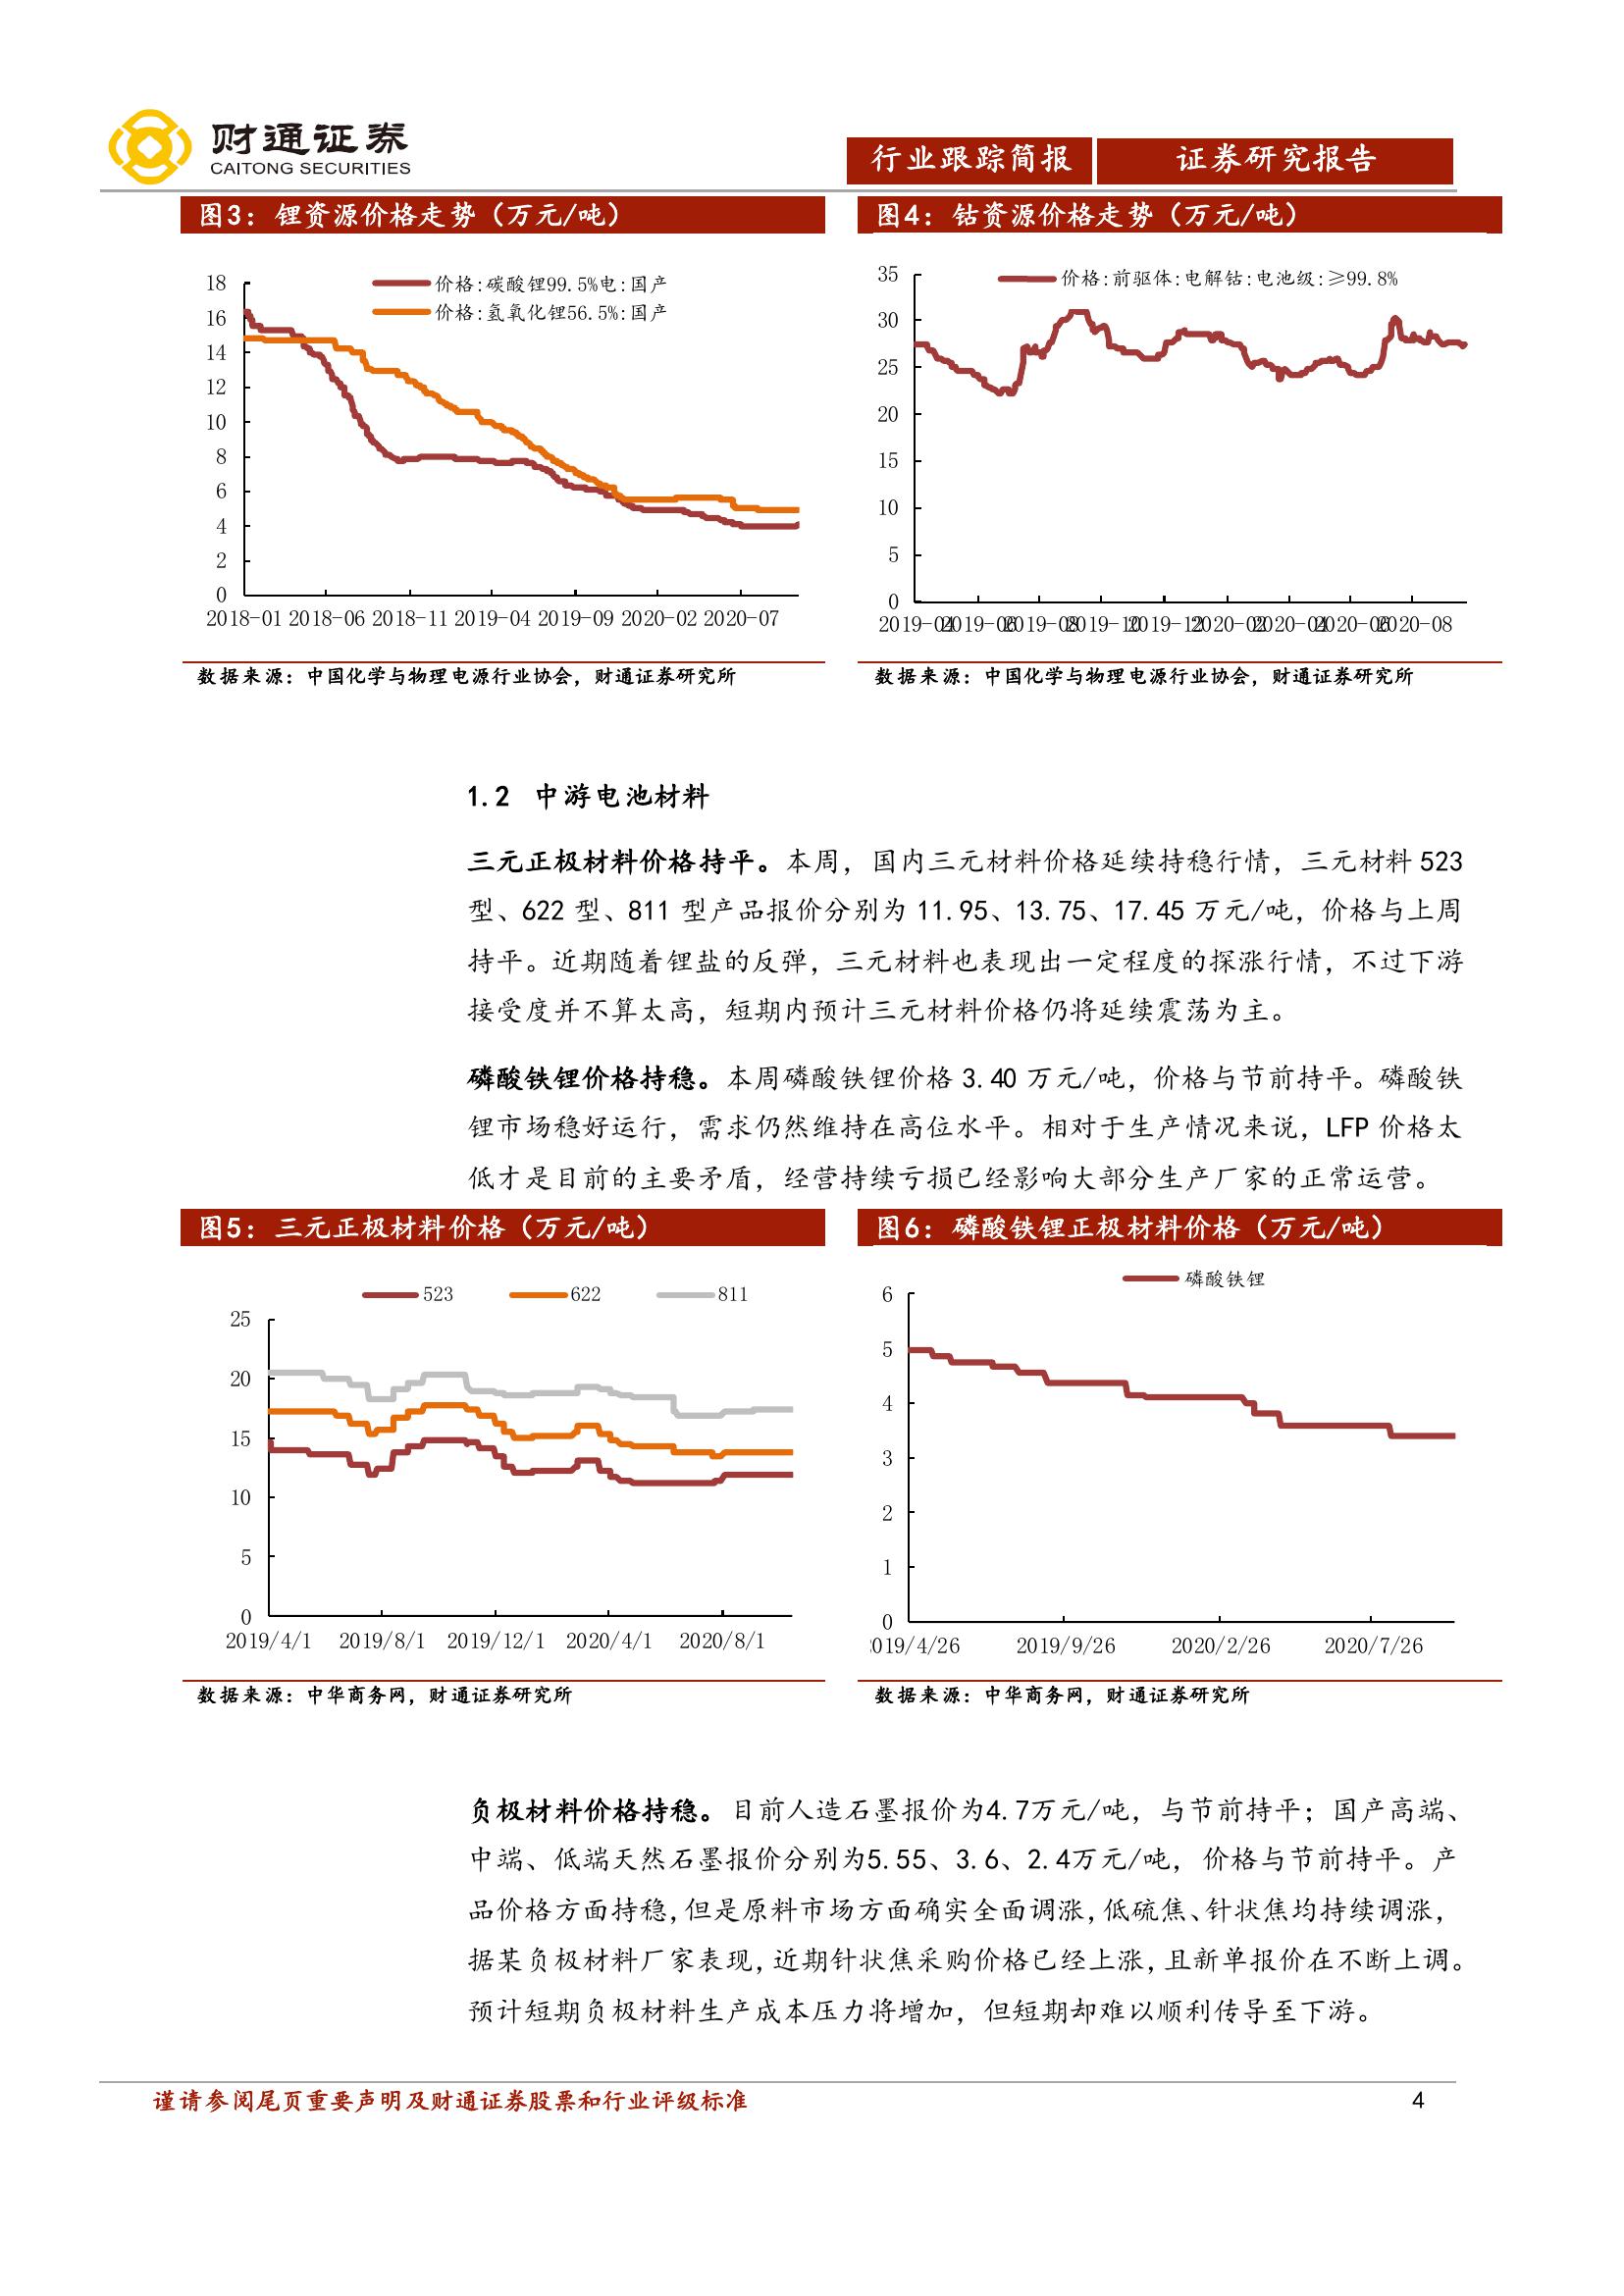 财通证券
CAITONG SECURITIES
行业跟踪简报 证券研究报告
图3：锂资源价格走势（万元/吨）
价格:碳酸锂99.5%电:国产
价格:氢氧化锂56.5%:国产
18
16
14
12
10
8
6
4
2
0
2018-01 2018-06 2018-11 2019-04 2019-09 2020-02 2020-07
数据来源：中国化学与物理电源行业协会，财通证券研究所
图4：钴资源价格走势（万元/吨）
价格:前驱体:电解钴:电池级:≥99.8%
35
30
25
20
15
10
5
0
2019-04 2019-06 2019-08 2019-10 2019-12 2020-02 2020-04 2020-06 2020-08
数据来源：中国化学与物理电源行业协会，财通证券研究所
1.2 中游电池材料
三元正极材料价格持平。本周，国内三元材料价格延续持稳行情，三元材料 523
型、622 型、811 型产品报价分别为 11.95、13.75、17.45 万元/吨，价格与上周
持平。近期随着锂盐的反弹，三元材料也表现出一定程度的探涨行情，不过下游
接受度并不算太高，短期内预计三元材料价格仍将延续震荡为主。
磷酸铁锂价格持稳。本周磷酸铁锂价格 3.40 万元/吨，价格与节前持平。磷酸铁
锂市场稳好运行，需求仍然维持在高位水平。相对于生产情况来说，LFP 价格太
低才是目前的主要矛盾，经营持续亏损已经影响大部分生产厂家的正常运营。
图5：三元正极材料价格（万元/吨）
523 622 811
25
20
15
10
5
0
2019/4/1 2019/8/1 2019/12/1 2020/4/1 2020/8/1
数据来源：中华商务网，财通证券研究所
图6：磷酸铁锂正极材料价格（万元/吨）
磷酸铁锂
6
5
4
3
2
1
0
019/4/26 2019/9/26 2020/2/26 2020/7/26
数据来源：中华商务网，财通证券研究所
负极材料价格持稳。目前人造石墨报价为4.7万元/吨，与节前持平；国产高端、
中端、低端天然石墨报价分别为5.55、3.6、2.4万元/吨，价格与节前持平。产
品价格方面持稳,但是原料市场方面确实全面调涨,低硫焦、针状焦均持续调涨，
据某负极材料厂家表现,近期针状焦采购价格已经上涨,且新单报价在不断上调。
预计短期负极材料生产成本压力将增加，但短期却难以顺利传导至下游。
谨请参阅尾页重要声明及财通证券股票和行业评级标准 4